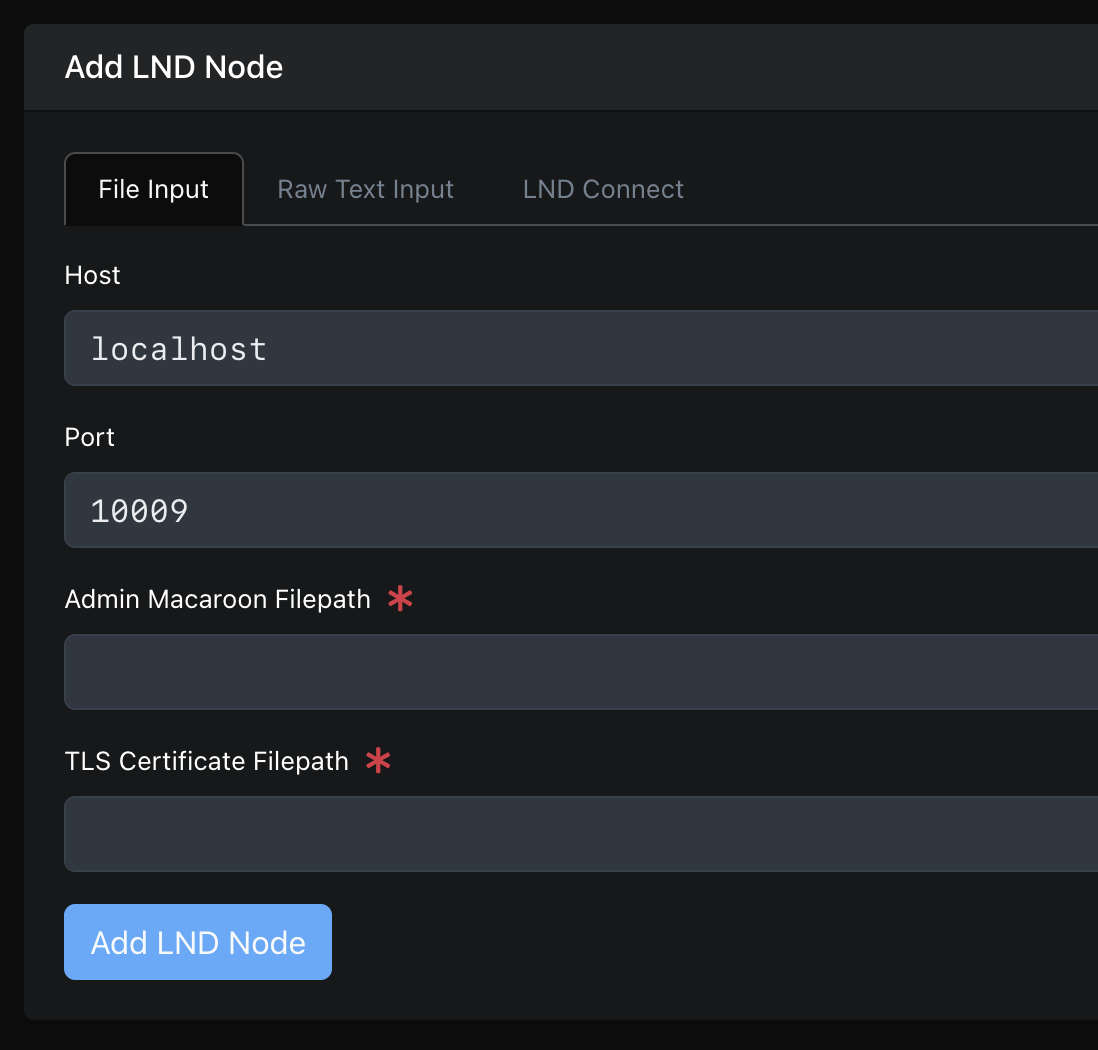 Add LND Node
File Input Raw Text Input LND Connect
Host
localhost
Port
10009
Admin Macaroon Filepath *
TLS Certificate Filepath *
Add LND Node